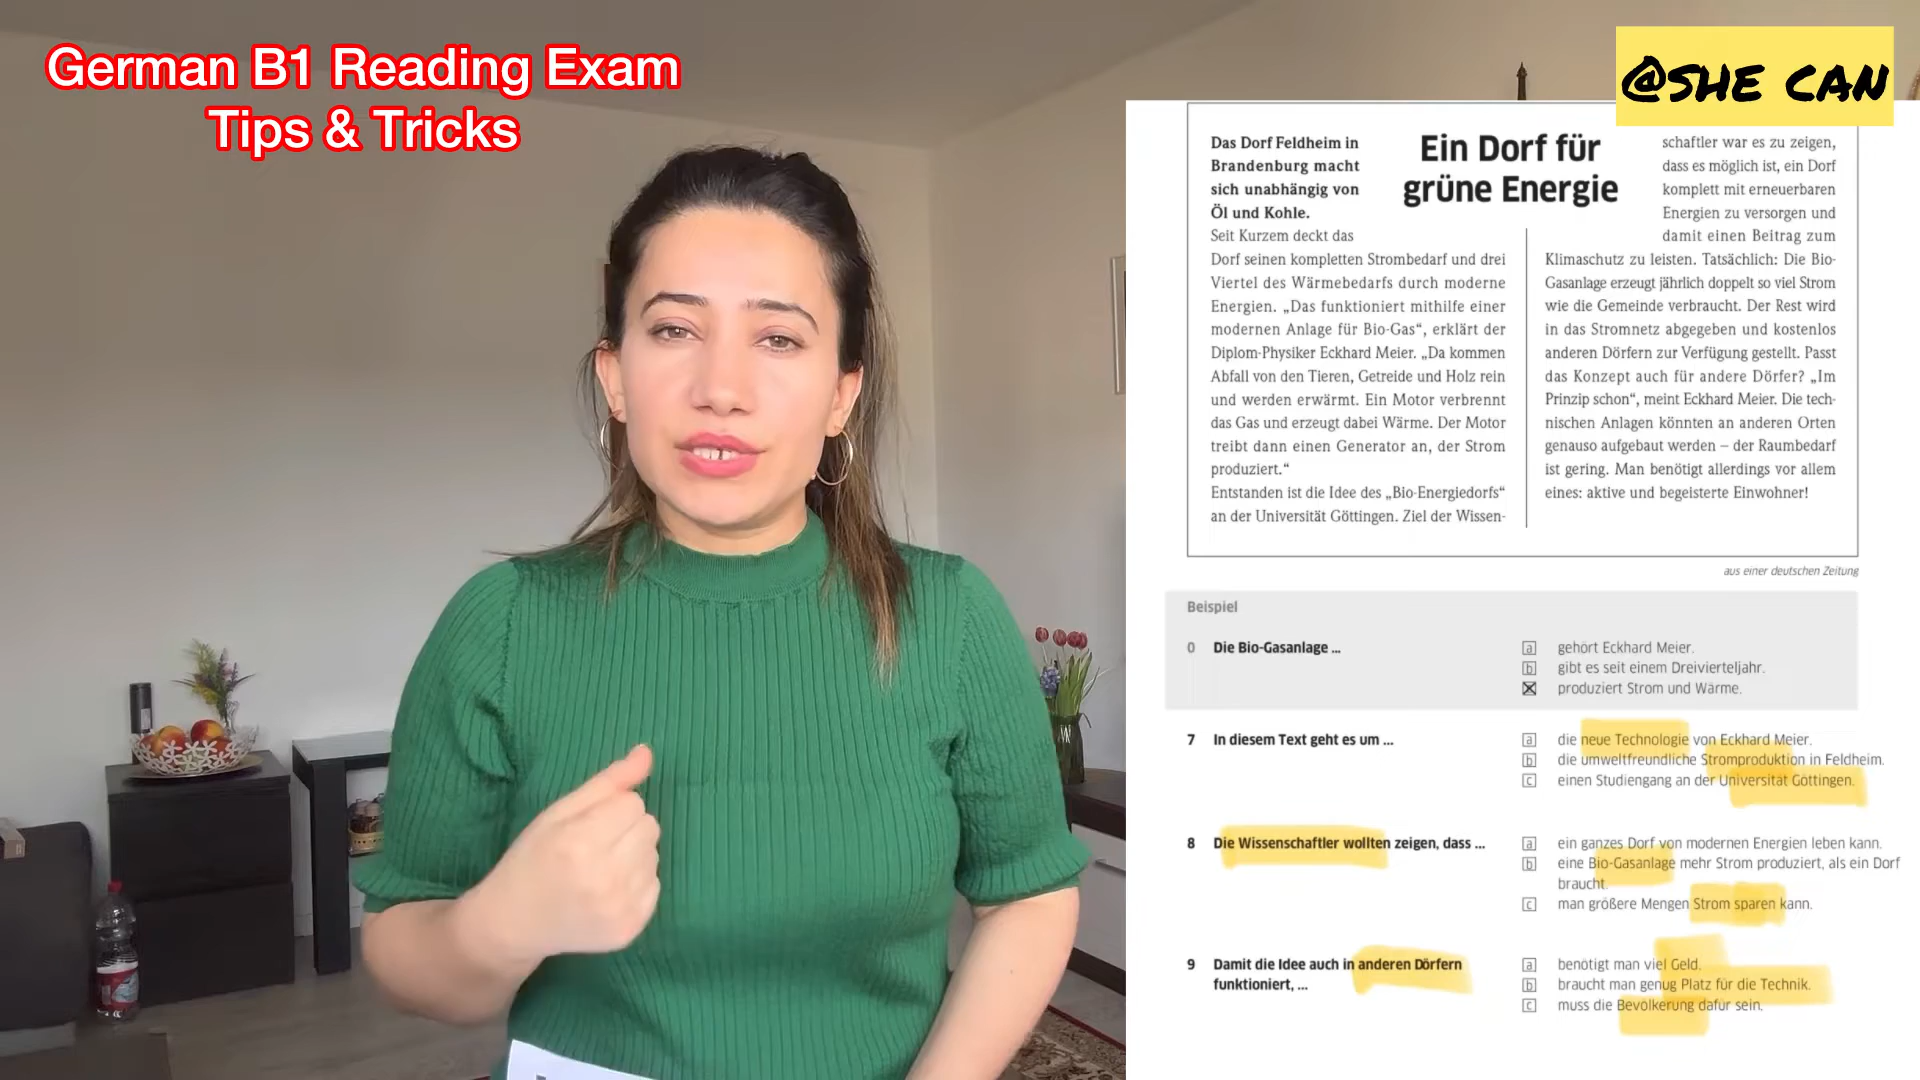 German B1 Reading Exam
Tips & Tricks
@SHE CAN
Ein Dorf für
grüne Energie
Das Dorf Feldheim in
Brandenburg macht
sich unabhängig von
Öl und Kohle.
Seit Kurzem deckt das
Dorf seinen kompletten Strombedarf und drei
Viertel des Wärmebedarfs durch moderne
Energien. „Das funktioniert mithilfe einer
modernen Anlage für Bio-Gas“, erklärt der
Diplom-Physiker Eckhard Meier. „Da kommen
Abfall von den Tieren, Getreide und Holz rein
und werden erwärmt. Ein Motor verbrennt
das Gas und erzeugt dabei Wärme. Der Motor
treibt dann einen Generator an, der Strom
produziert.“
Entstanden ist die Idee des „Bio-Energiedorfs“
an der Universität Göttingen. Ziel der Wissen-
schaftler war es zu zeigen,
dass es möglich ist, ein Dorf
komplett mit erneuerbaren
Energien zu versorgen und
damit einen Beitrag zum
Klimaschutz zu leisten. Tatsächlich: Die Bio-
Gasanlage erzeugt jährlich doppelt so viel Strom
wie die Gemeinde verbraucht. Der Rest wird
in das Stromnetz abgegeben und kostenlos
anderen Dörfern zur Verfügung gestellt. Passt
das Konzept auch für andere Dörfer? „Im
Prinzip schon“, meint Eckhard Meier. Die tech-
nischen Anlagen könnten an anderen Orten
genauso aufgebaut werden – der Raumbedarf
ist gering. Man benötigt allerdings vor allem
eines: aktive und begeisterte Einwohner!
aus einer deutschen Zeitung
Beispiel
0 Die Bio-Gasanlage ...
a gehört Eckhard Meier.
b gibt es seit einem Dreivierteljahr.
c produziert Strom und Wärme.
7 In diesem Text geht es um ...
a die neue Technologie von Eckhard Meier.
b die umweltfreundliche Stromproduktion in Feldheim.
c einen Studiengang an der Universität Göttingen.
8 Die Wissenschaftler wollten zeigen, dass ...
a ein ganzes Dorf von modernen Energien leben kann.
b eine Bio-Gasanlage mehr Strom produziert, als ein Dorf
braucht.
c man größere Mengen Strom sparen kann.
9 Damit die Idee auch in anderen Dörfern
funktioniert, ...
a benötigt man viel Geld.
b braucht man genug Platz für die Technik.
c muss die Bevölkerung dafür sein.